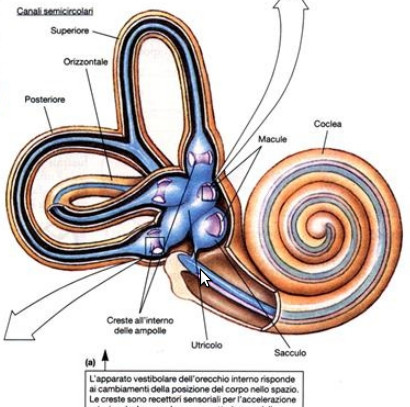 Canali semicircolari
Superiore
Orizzontale
Posteriore
Macule
Coclea
Creste all'interno
delle ampolle
Utricolo
Sacculo
(a)
L'apparato vestibolare dell'orecchio interno risponde
ai cambiamenti della posizione del corpo nello spazio.
Le creste sono recettori sensoriali per l'accelerazione